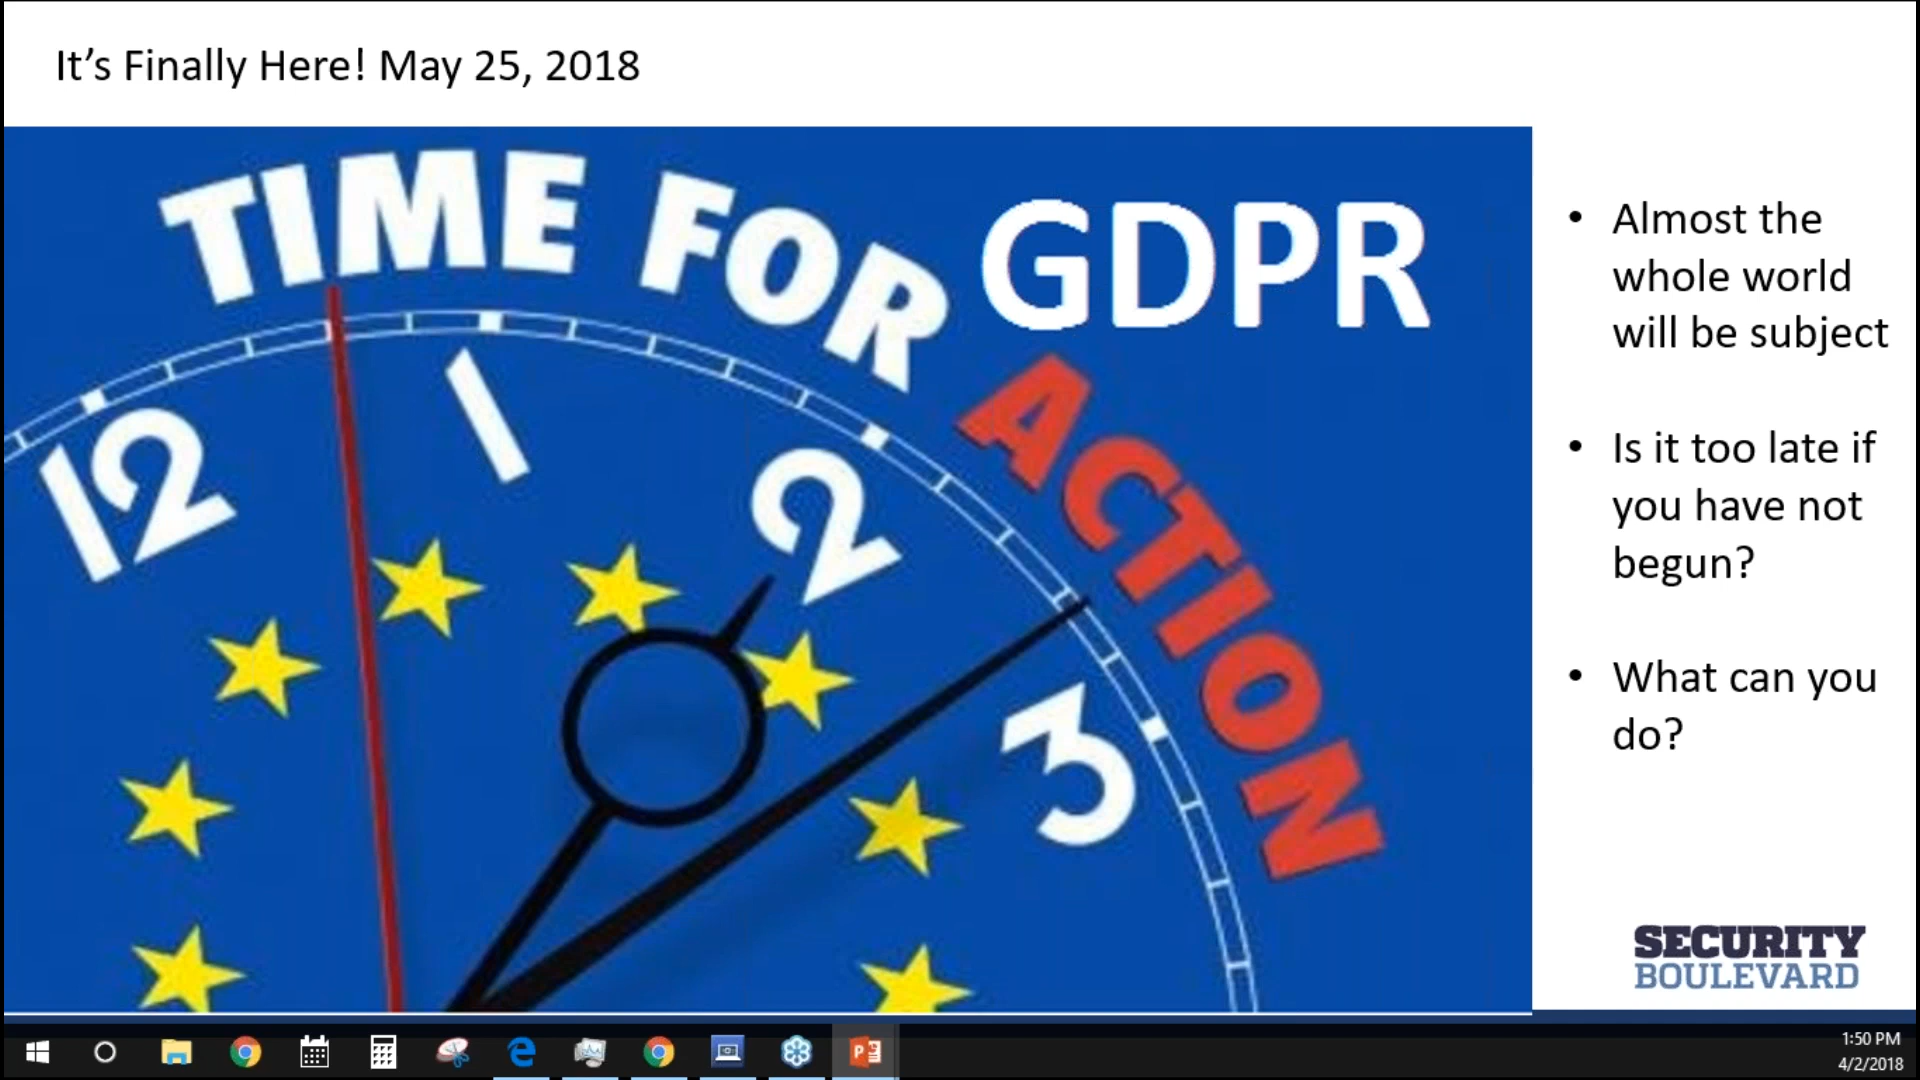 It’s Finally Here! May 25, 2018
TIME FOR ACTION
GDPR
12
1
2
3
• Almost the
whole world
will be subject
• Is it too late if
you have not
begun?
• What can you
do?
SECURITY
BOULEVARD
1:50 PM
4/2/2018